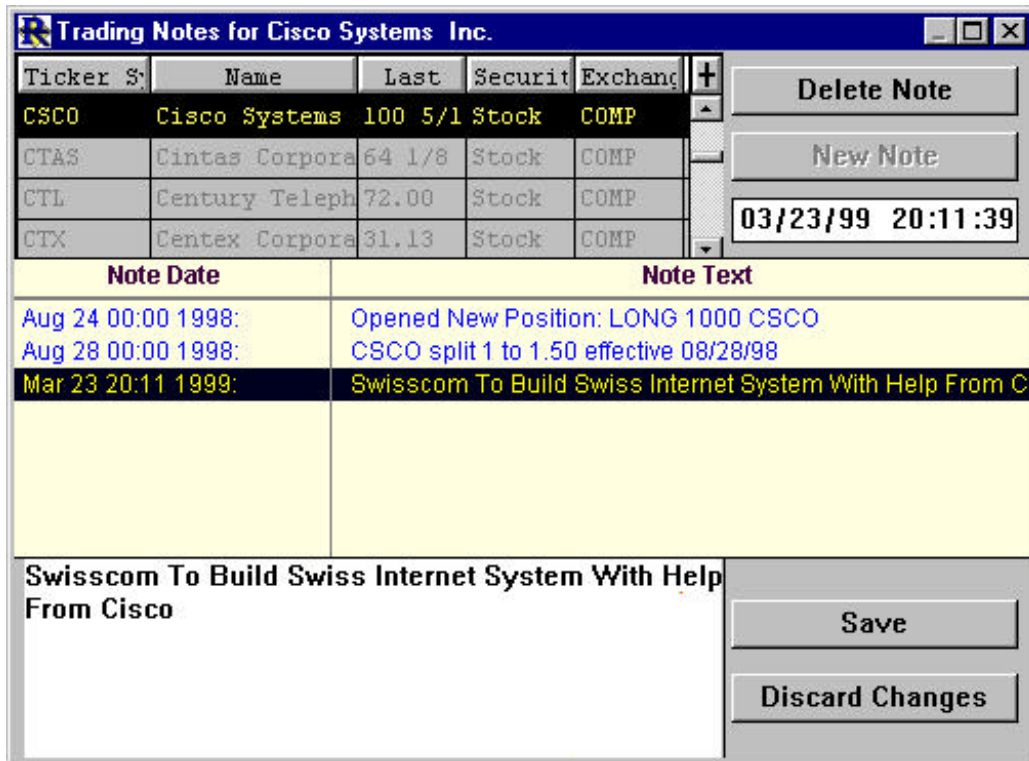 Trading Notes for Cisco Systems Inc.
Ticker Sy Name Last Securit Exchang +
CSCO Cisco Systems 100 5/1 Stock COMP
CTAS Cintas Corpora 64 1/8 Stock COMP
CTL Century Teleph 72.00 Stock COMP
CTX Centex Corpora 31.13 Stock COMP
Delete Note
New Note
03/23/99 20:11:39
Note Date Note Text
Aug 24 00:00 1998: Opened New Position: LONG 1000 CSCO
Aug 28 00:00 1998: CSCO split 1 to 1.50 effective 08/28/98
Mar 23 20:11 1999: Swisscom To Build Swiss Internet System With Help From C
Swisscom To Build Swiss Internet System With Help
From Cisco
Save
Discard Changes